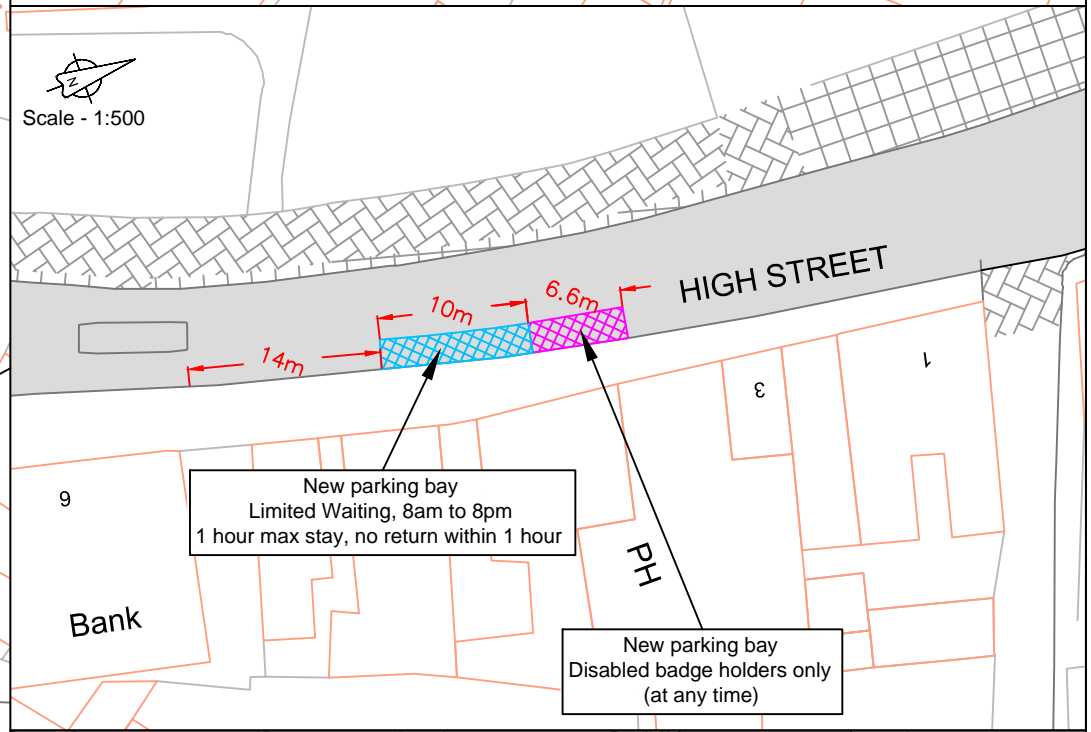 N
Scale - 1:500
HIGH STREET
10m
6.6m
14m
3
1
New parking bay
Limited Waiting, 8am to 8pm
1 hour max stay, no return within 1 hour
9
PH
Bank
New parking bay
Disabled badge holders only
(at any time)